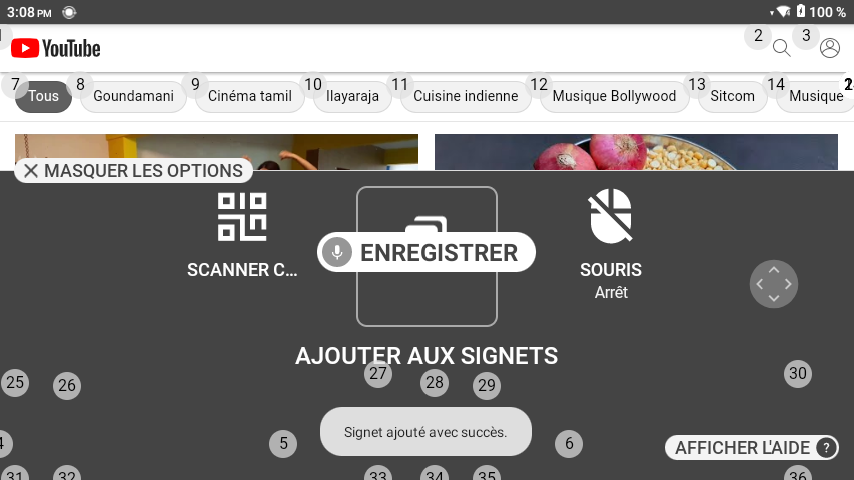 3:08 PM 100 %
YouTube 2 3
7 Tous 8 Goundamani 9 Cinéma tamil 10 Ilayaraja 11 Cuisine indienne 12 Musique Bollywood 13 Sitcom 14 Musique
MASQUER LES OPTIONS
ENREGISTRER
SCANNER C... SOURIS
Arrêt
AJOUTER AUX SIGNETS
25 26 27 28 29 30
Signet ajouté avec succès.
4 5 6
AFFICHER L'AIDE ?
31 32 33 34 35 36